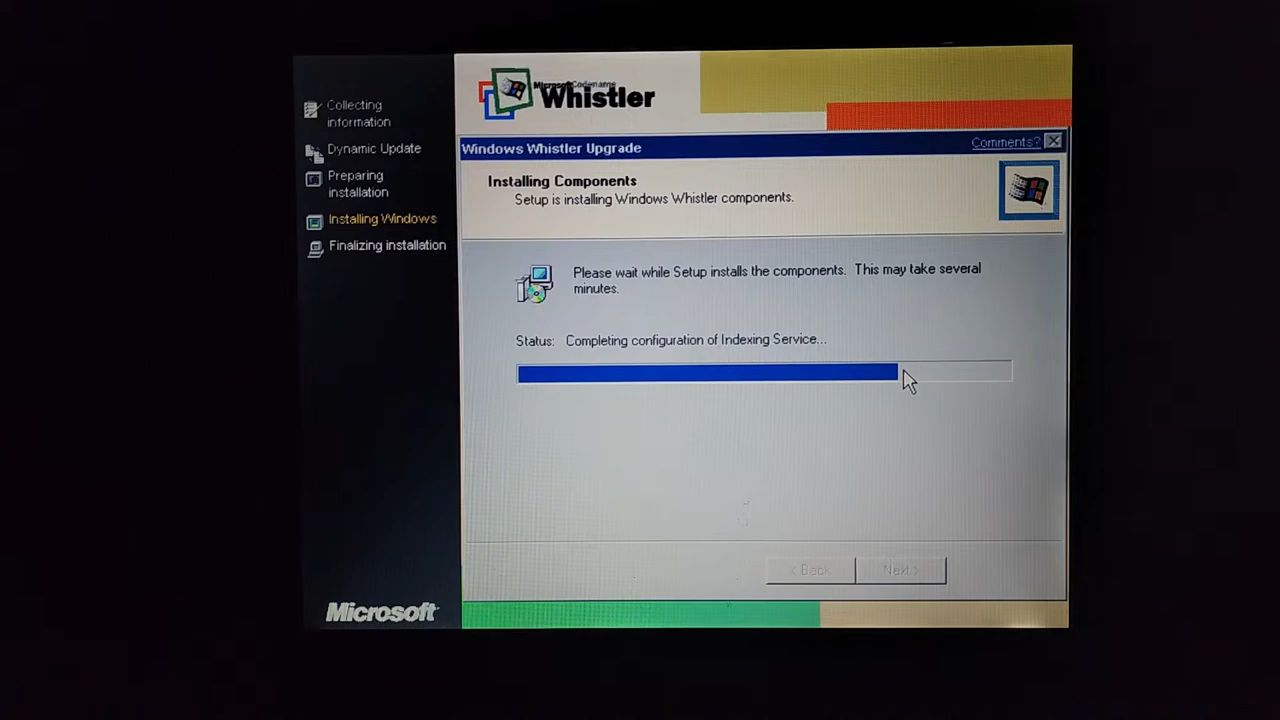 Collecting
information
Dynamic Update
Preparing
installation
Installing Windows
Finalizing installation
Microsoft
Microsoft Codename
Whistler
Windows Whistler Upgrade
Comments?
Installing Components
Setup is installing Windows Whistler components.
Please wait while Setup installs the components. This may take several
minutes.
Status: Completing configuration of Indexing Service...
< Back
Next >